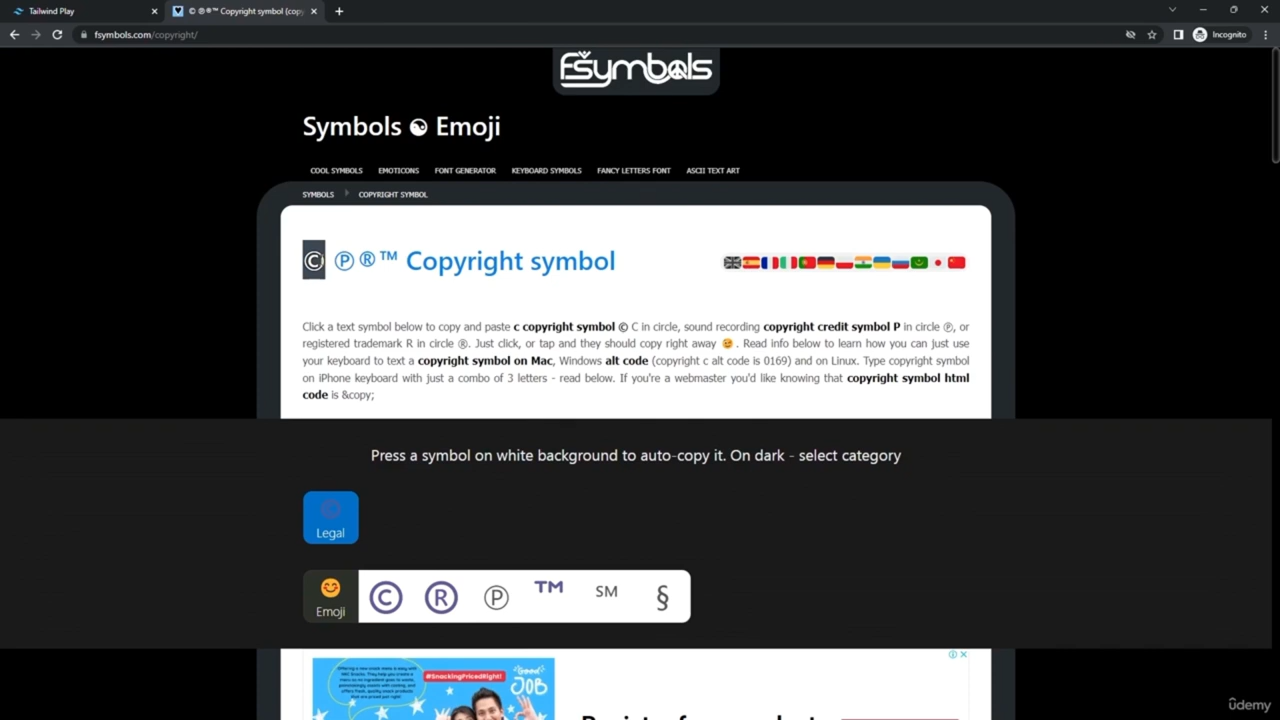 Tailwind Play
© ℗®™ Copyright symbol (copy
fsymbols.com/copyright/
Incognito
fsymbols
Symbols ☯ Emoji
COOL SYMBOLS EMOTICONS FONT GENERATOR KEYBOARD SYMBOLS FANCY LETTERS FONT ASCII TEXT ART
SYMBOLS COPYRIGHT SYMBOL
© ℗®™ Copyright symbol
Click a text symbol below to copy and paste c copyright symbol © C in circle, sound recording copyright credit symbol P in circle ℗, or
registered trademark R in circle ®. Just click, or tap and they should copy right away 😉. Read info below to learn how you can just use
your keyboard to text a copyright symbol on Mac, Windows alt code (copyright c alt code is 0169) and on Linux. Type copyright symbol
on iPhone keyboard with just a combo of 3 letters - read below. If you're a webmaster you'd like knowing that copyright symbol html
code is &copy;
Press a symbol on white background to auto-copy it. On dark - select category
©
Legal
😊 © ® ℗ ™ ℠ §
Emoji
#SnackingPricedRight!
Good
JOB
ûdemy